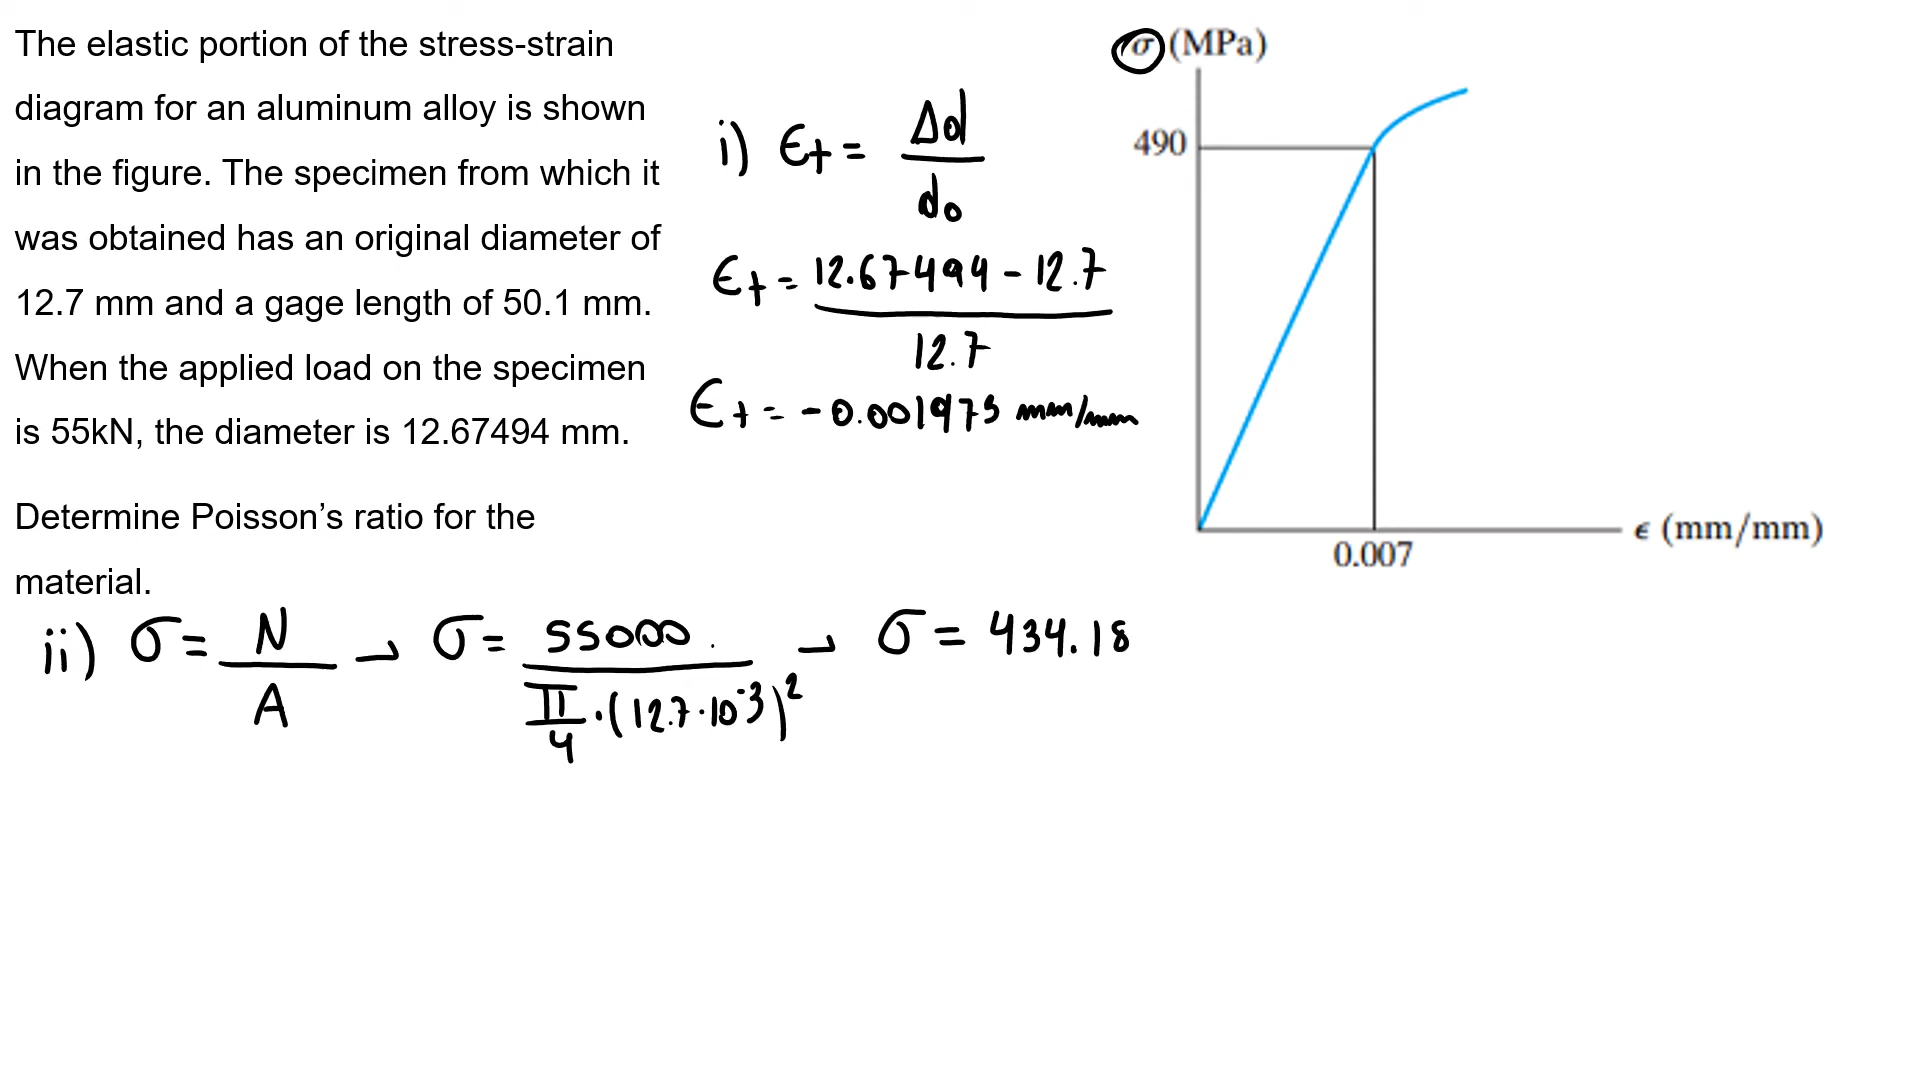 The elastic portion of the stress-strain
diagram for an aluminum alloy is shown
in the figure. The specimen from which it
was obtained has an original diameter of
12.7 mm and a gage length of 50.1 mm.
When the applied load on the specimen
is 55kN, the diameter is 12.67494 mm.
Determine Poisson’s ratio for the
material.
i) ϵt = Δd / d0
ϵt = 12.67494 - 12.7 / 12.7
ϵt = -0.001973 mm/mm
σ (MPa)
490
0.007
ϵ (mm/mm)
ii) σ = N / A → σ = 55000 / π/4 · (12.7 · 10^-3)^2 → σ = 434.18